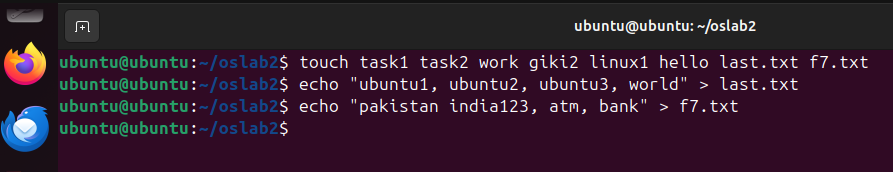 ubuntu@ubuntu: ~/oslab2
ubuntu@ubuntu:~/oslab2$ touch task1 task2 work giki2 linux1 hello last.txt f7.txt
ubuntu@ubuntu:~/oslab2$ echo "ubuntu1, ubuntu2, ubuntu3, world" > last.txt
ubuntu@ubuntu:~/oslab2$ echo "pakistan india123, atm, bank" > f7.txt
ubuntu@ubuntu:~/oslab2$